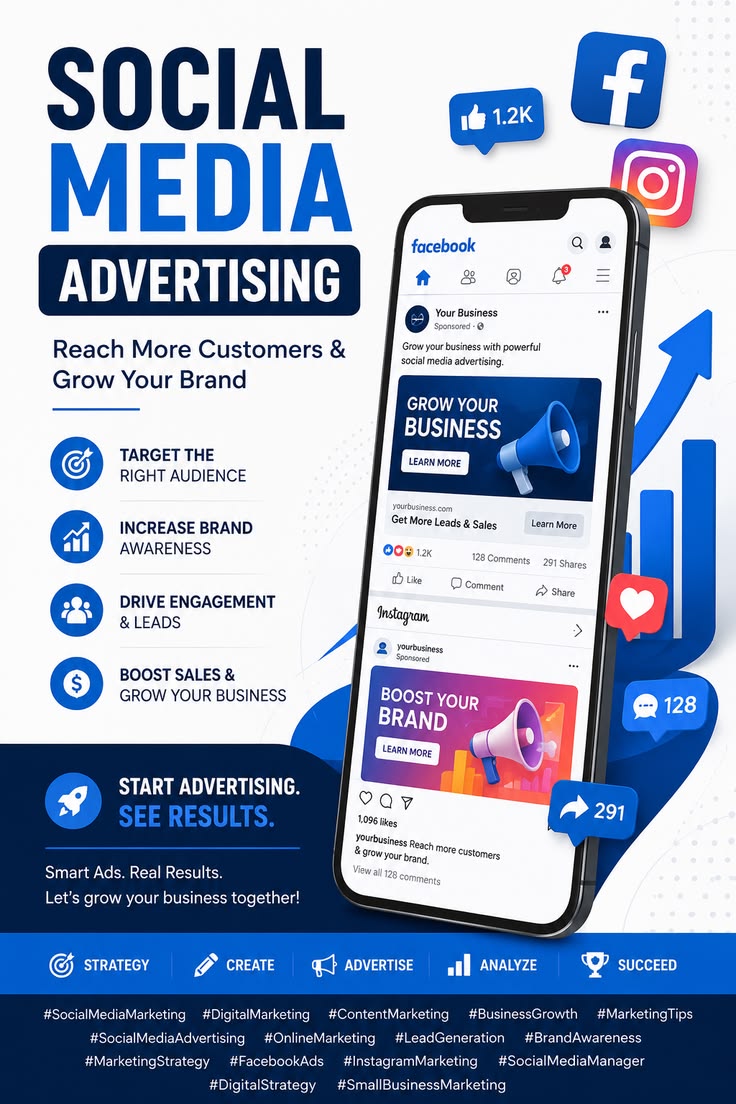 SOCIAL
MEDIA
ADVERTISING
Reach More Customers &
Grow Your Brand
TARGET THE
RIGHT AUDIENCE
INCREASE BRAND
AWARENESS
DRIVE ENGAGEMENT
& LEADS
BOOST SALES &
GROW YOUR BUSINESS
START ADVERTISING.
SEE RESULTS.
Smart Ads. Real Results.
Let's grow your business together!
1.2K
f
facebook
3
Your Business
Sponsored ·
Grow your business with powerful
social media advertising.
GROW YOUR
BUSINESS
LEARN MORE
yourbusiness.com
Get More Leads & Sales
Learn More
1.2K
128 Comments
291 Shares
Like
Comment
Share
Instagram
yourbusiness
Sponsored
BOOST YOUR
BRAND
LEARN MORE
1,096 likes
yourbusiness Reach more customers
& grow your brand.
View all 128 comments
128
291
STRATEGY
CREATE
ADVERTISE
ANALYZE
SUCCEED
#SocialMediaMarketing #DigitalMarketing #ContentMarketing #BusinessGrowth #MarketingTips
#SocialMediaAdvertising #OnlineMarketing #LeadGeneration #BrandAwareness
#MarketingStrategy #FacebookAds #InstagramMarketing #SocialMediaManager
#DigitalStrategy #SmallBusinessMarketing